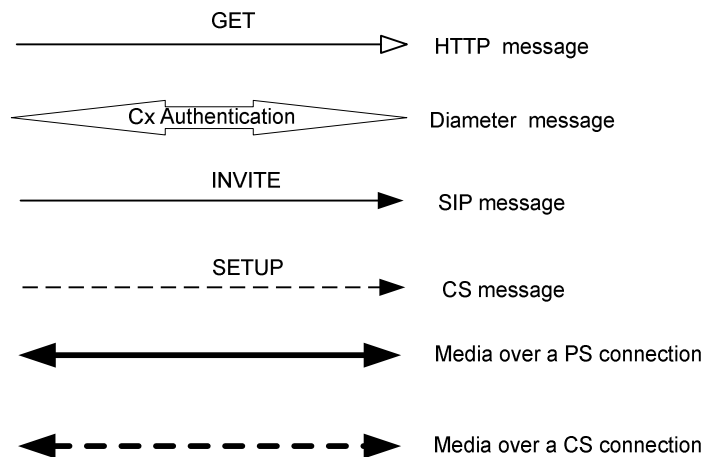 GET
HTTP message
Cx Authentication
Diameter message
INVITE
SIP message
SETUP
CS message
Media over a PS connection
Media over a CS connection